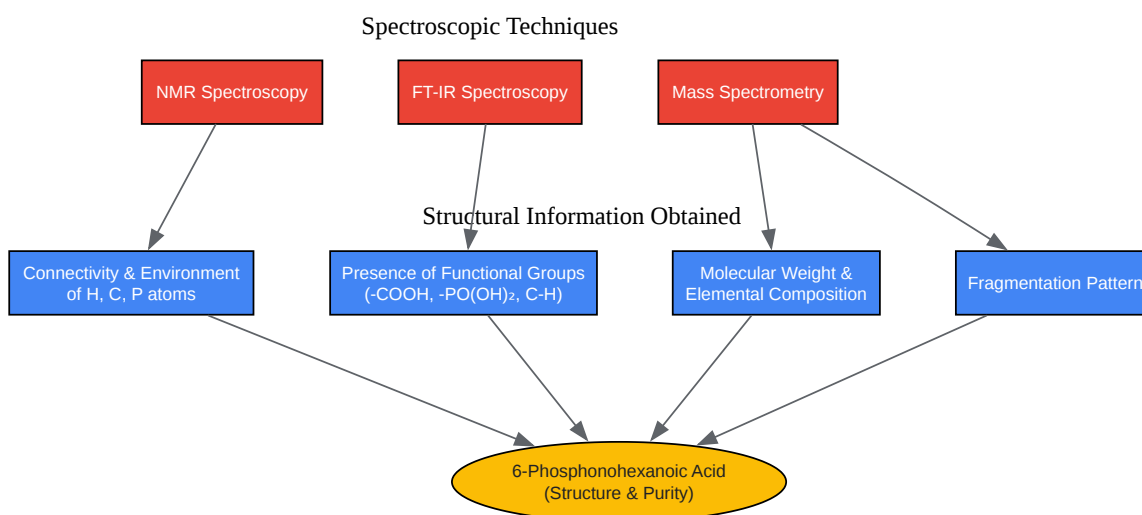 Spectroscopic Techniques
NMR Spectroscopy
FT-IR Spectroscopy
Mass Spectrometry
Structural Information Obtained
Connectivity & Environment
of H, C, P atoms
Presence of Functional Groups
(-COOH, -PO(OH)₂, C-H)
Molecular Weight &
Elemental Composition
Fragmentation Pattern
6-Phosphonohexanoic Acid
(Structure & Purity)